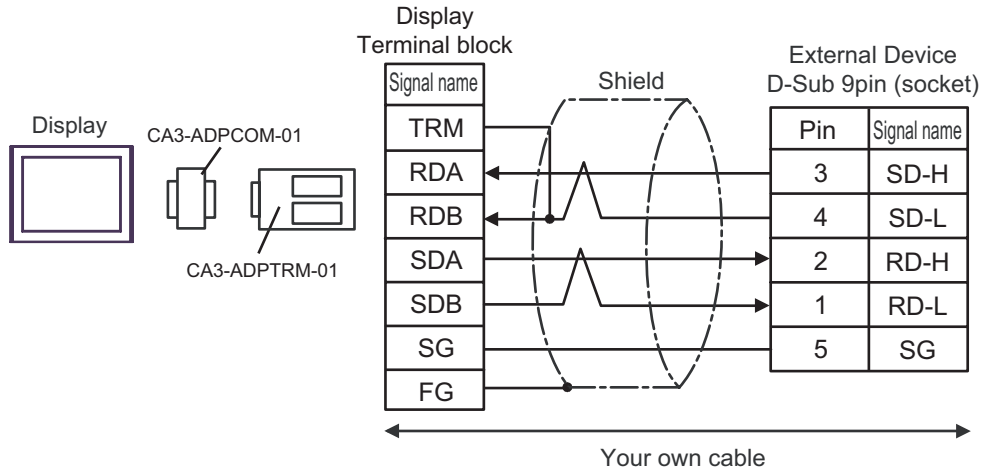 Display
Terminal block
External Device
D-Sub 9pin (socket)
Shield
Display
CA3-ADPCOM-01
CA3-ADPTRM-01
Signal name
TRM
RDA
RDB
SDA
SDB
SG
FG
Pin Signal name
3 SD-H
4 SD-L
2 RD-H
1 RD-L
5 SG
Your own cable